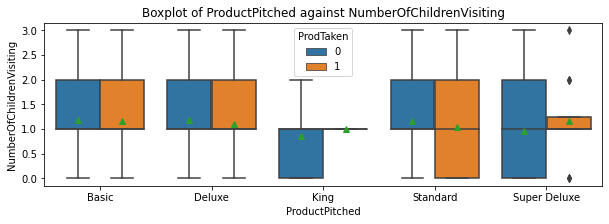 Boxplot of ProductPitched against NumberOfChildrenVisiting
NumberOfChildrenVisiting
3.0
2.5
2.0
1.5
1.0
0.5
0.0
ProdTaken
0
1
Basic
Deluxe
King
Standard
Super Deluxe
ProductPitched